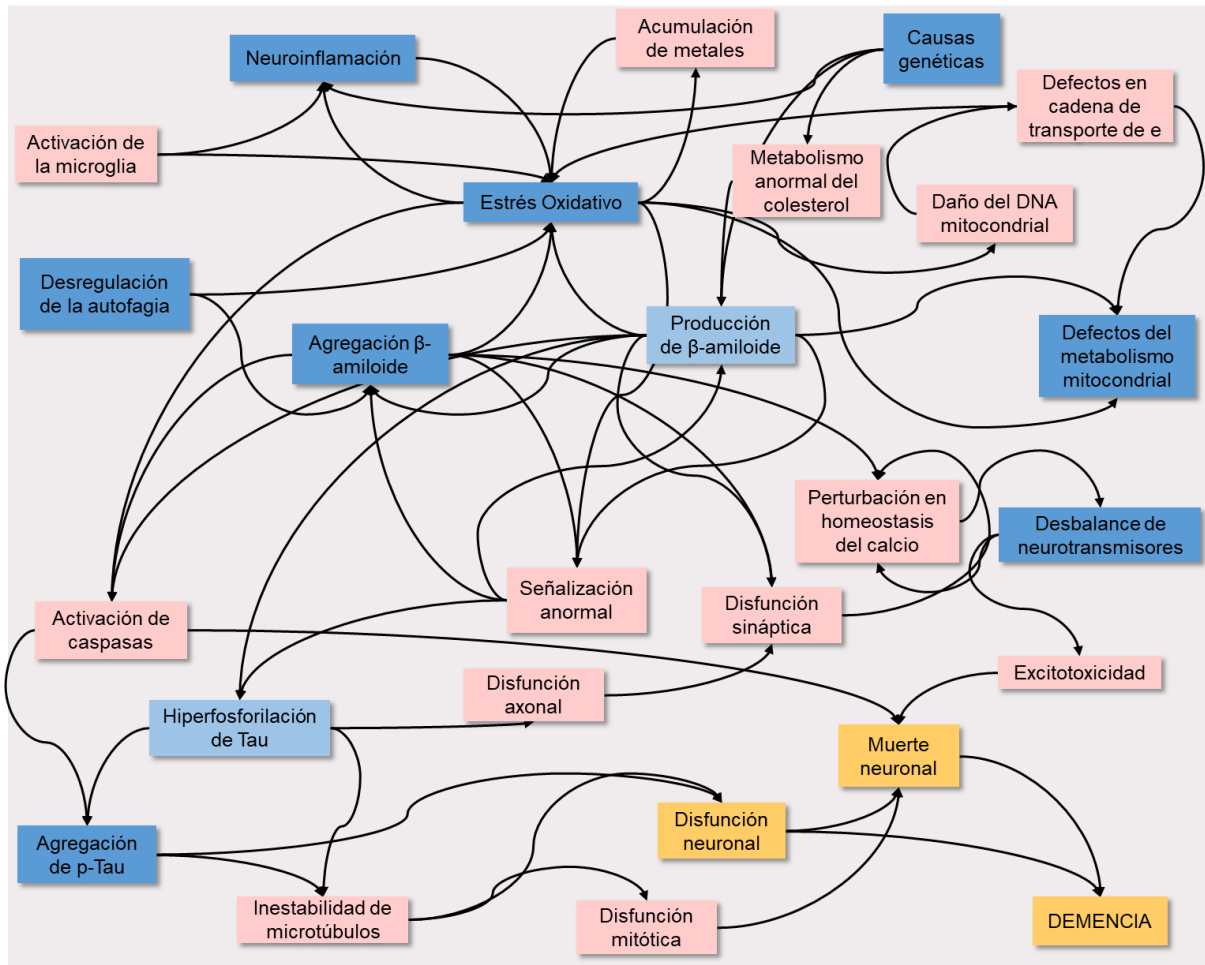 Acumulación
de metales
Causas
genéticas
Neuroinflamación
Defectos en
cadena de
transporte de e
Activación de
la microglia
Metabolismo
anormal del
colesterol
Estrés Oxidativo
Daño del DNA
mitocondrial
Desregulación
de la autofagia
Producción
de β-amiloide
Agregación β-
amiloide
Defectos del
metabolismo
mitocondrial
Perturbación en
homeostasis
del calcio
Desbalance de
neurotransmisores
Señalización
anormal
Disfunción
sináptica
Activación de
caspasas
Excitotoxicidad
Disfunción
axonal
Hiperfosforilación
de Tau
Muerte
neuronal
Disfunción
neuronal
Agregación
de p-Tau
Inestabilidad de
microtúbulos
Disfunción
mitótica
DEMENCIA